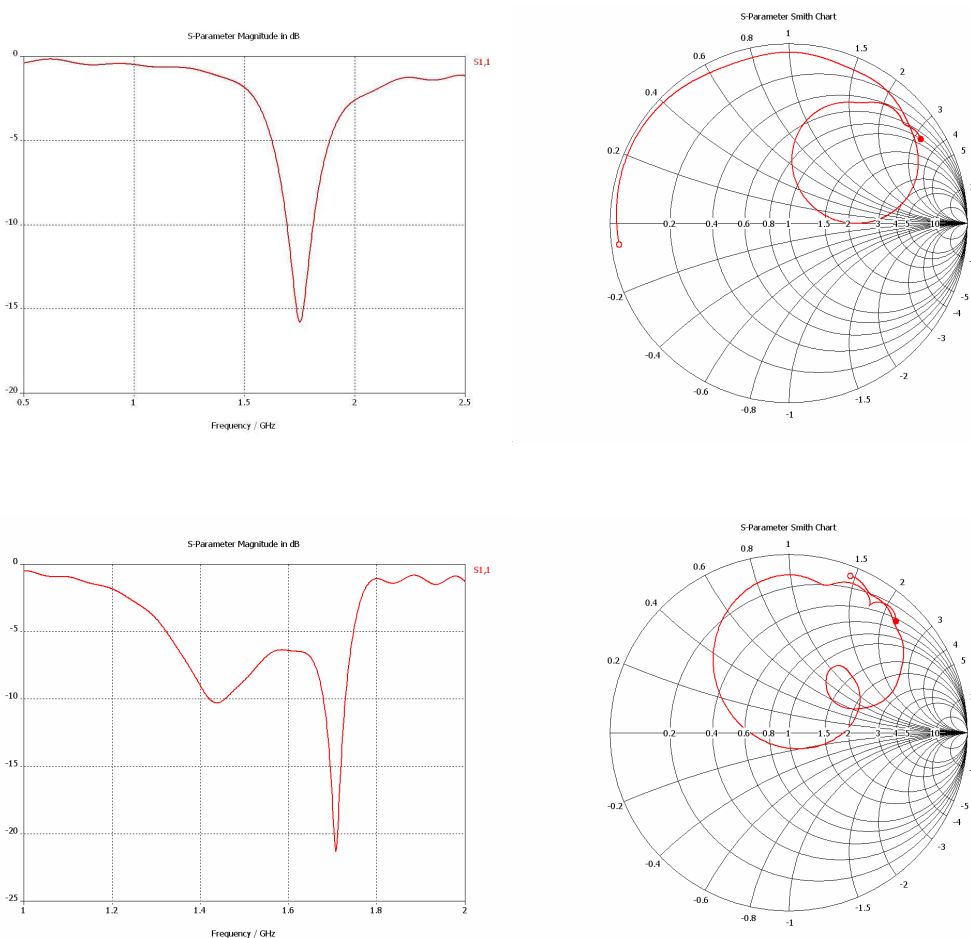 S-Parameter Magnitude in dB
S1,1
0
-5
-10
-15
-20
0.5 1 1.5 2 2.5
Frequency / GHz
S-Parameter Smith Chart
0.8 1 1.5
0.6 2
0.4 3
4
0.2 5
0.2 0.4 0.6 0.8 1 1.5 2 3 4 5 10
-0.2
-5
-4
-0.4 -3
-0.6 -2
-0.8 -1 -1.5
S-Parameter Magnitude in dB
S1,1
0
-5
-10
-15
-20
-25
1 1.2 1.4 1.6 1.8 2
Frequency / GHz
S-Parameter Smith Chart
0.8 1 1.5
0.6 2
0.4 3
4
0.2 5
0.2 0.4 0.6 0.8 1 1.5 2 3 4 5 10
-0.2
-5
-4
-0.4 -3
-0.6 -2
-0.8 -1 -1.5